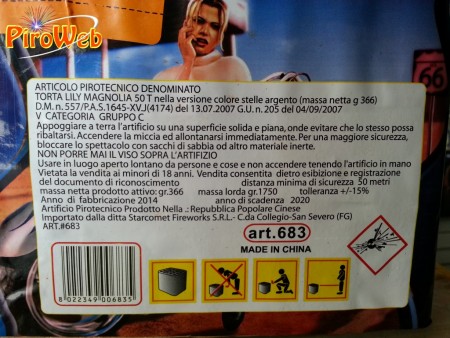 PiroWeb
66
ARTICOLO PIROTECNICO DENOMINATO
TORTA LILY MAGNOLIA 50 T nella versione colore stelle argento (massa netta g 366)
D.M. n.557/P.A.S.1645-XV.J(4174) del 13.07.2007 G.U. n.205 del 04/09/2007
V CATEGORIA GRUPPO C
Appoggiare a terra l'artificio su una superficie solida e piana, onde evitare che lo stesso possa
ribaltarsi. Accendere la miccia ed allontanarsi immediatamente. Per una maggiore sicurezza,
bloccare lo spettacolo con sacchi di sabbia od altro materiale inerte.
NON PORRE MAI IL VISO SOPRA L'ARTIFIZIO
Usare in luogo aperto lontano da persone e cose e non accendere tenendo l'artificio in mano
Vietata la vendita ai minori di 18 anni. Vendita consentita dietro esibizione e registrazione
del documento di riconoscimento distanza minima di sicurezza 50 metri
massa netta prodotto attivo: gr.366 massa lorda gr.1750 tolleranza +/-15%
Anno di fabbricazione 2014 anno di scadenza 2020
Artificio Pirotecnico Prodotto Nella .: Repubblica Popolare Cinese
Importato dalla ditta Starcomet Fireworks S.R.L.- C.da Collegio-San Severo (FG)
ART.#683
art.683
MADE IN CHINA
8 022349 006835